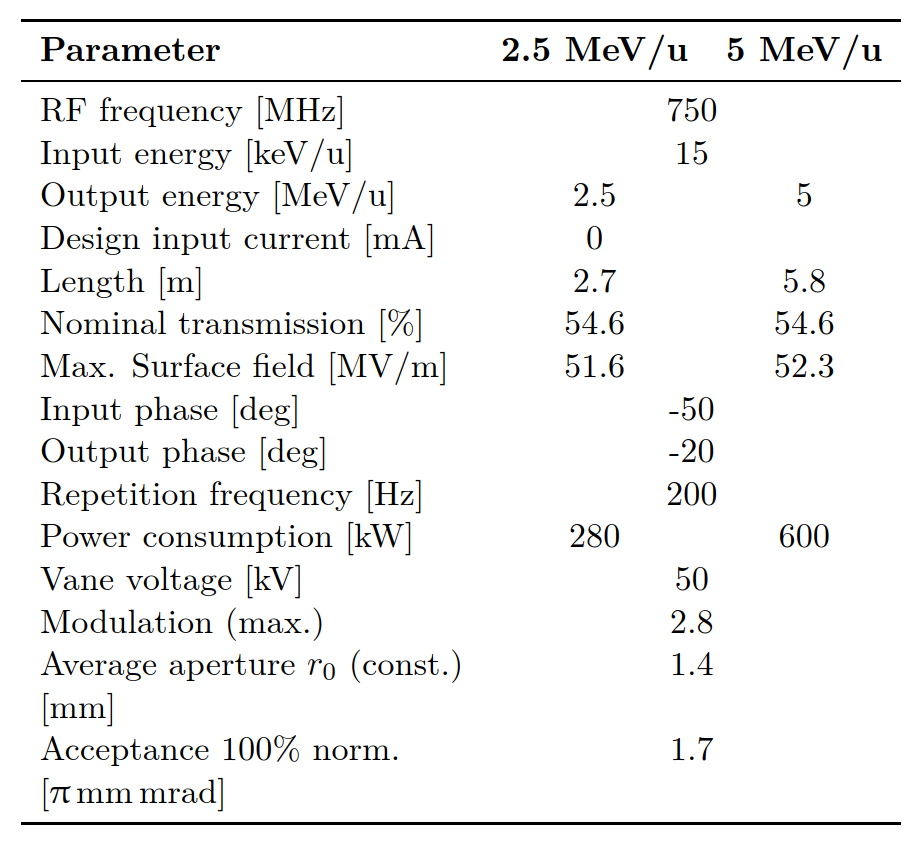 Parameter 2.5 MeV/u 5 MeV/u
RF frequency [MHz] 750
Input energy [keV/u] 15
Output energy [MeV/u] 2.5 5
Design input current [mA] 0
Length [m] 2.7 5.8
Nominal transmission [%] 54.6 54.6
Max. Surface field [MV/m] 51.6 52.3
Input phase [deg] -50
Output phase [deg] -20
Repetition frequency [Hz] 200
Power consumption [kW] 280 600
Vane voltage [kV] 50
Modulation (max.) 2.8
Average aperture r₀ (const.) 1.4
[mm]
Acceptance 100% norm. 1.7
[π mm mrad]